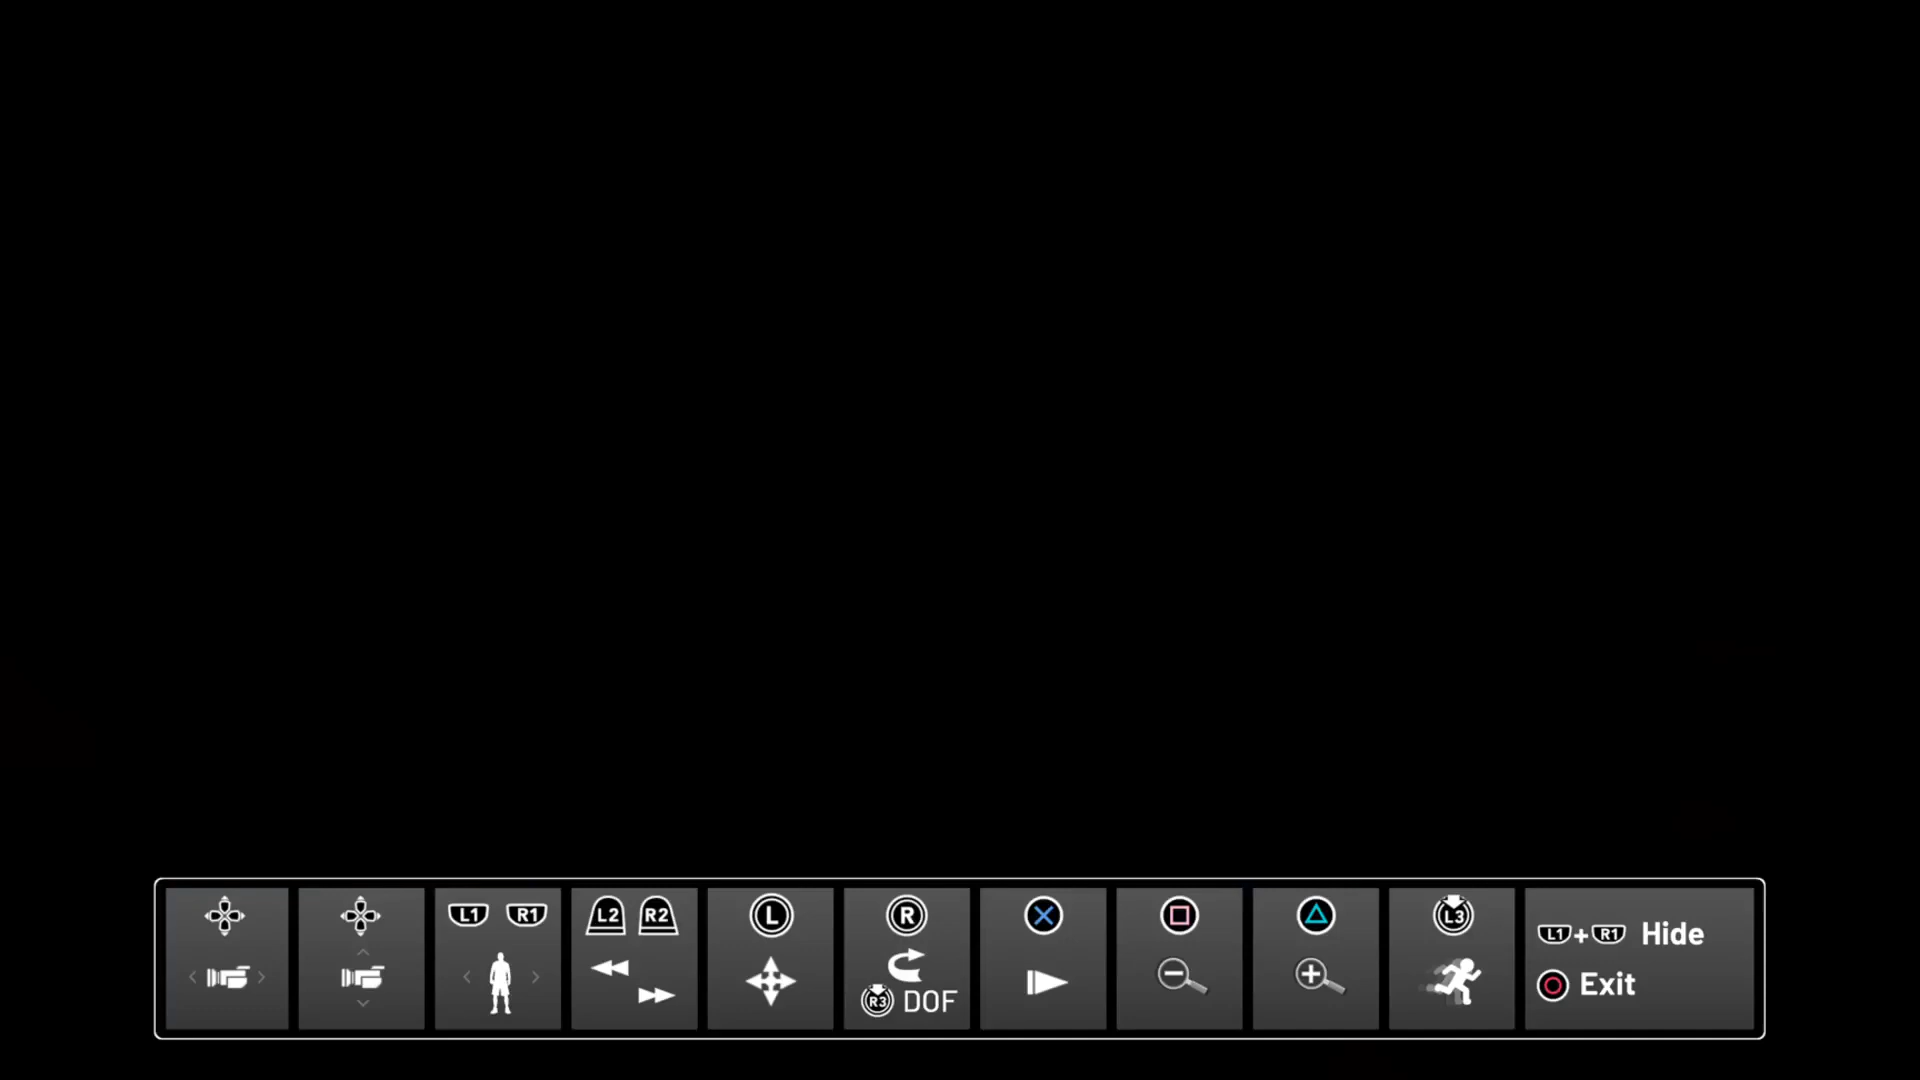 L1 R1
L2 R2
L
R
R3 DOF
L3
L1 + R1 Hide
Exit